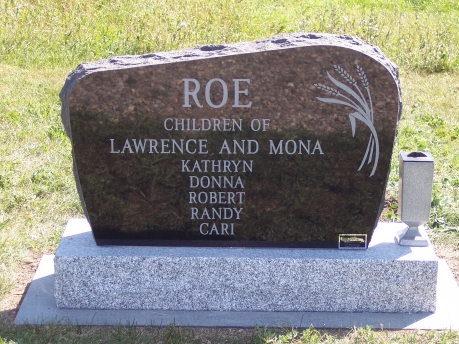 ROE
CHILDREN OF
LAWRENCE AND MONA
KATHRYN
DONNA
ROBERT
RANDY
CARI